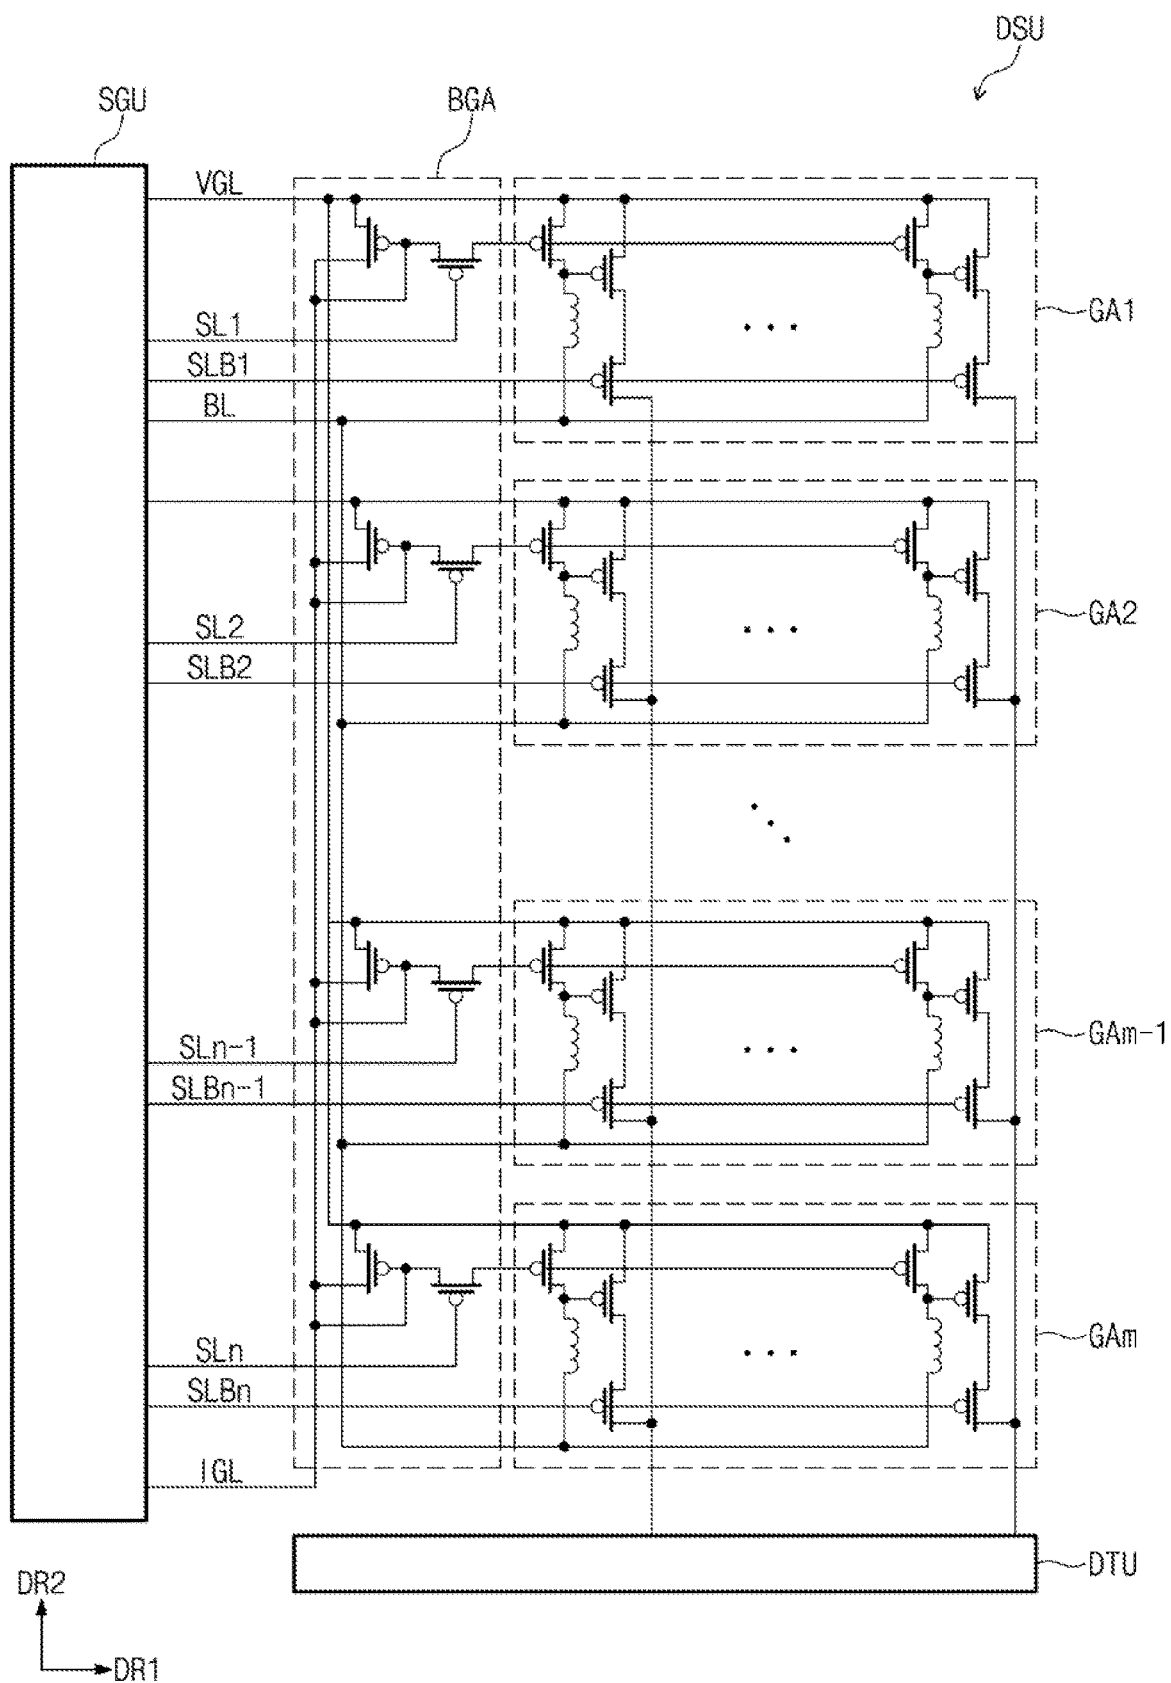 DSU
SGU
BGA
VGL
SL1
SLB1
BL
GA1
SL2
SLB2
GA2
SLn-1
SLBn-1
GAm-1
SLn
SLBn
GAm
IGL
DTU
DR2
DR1